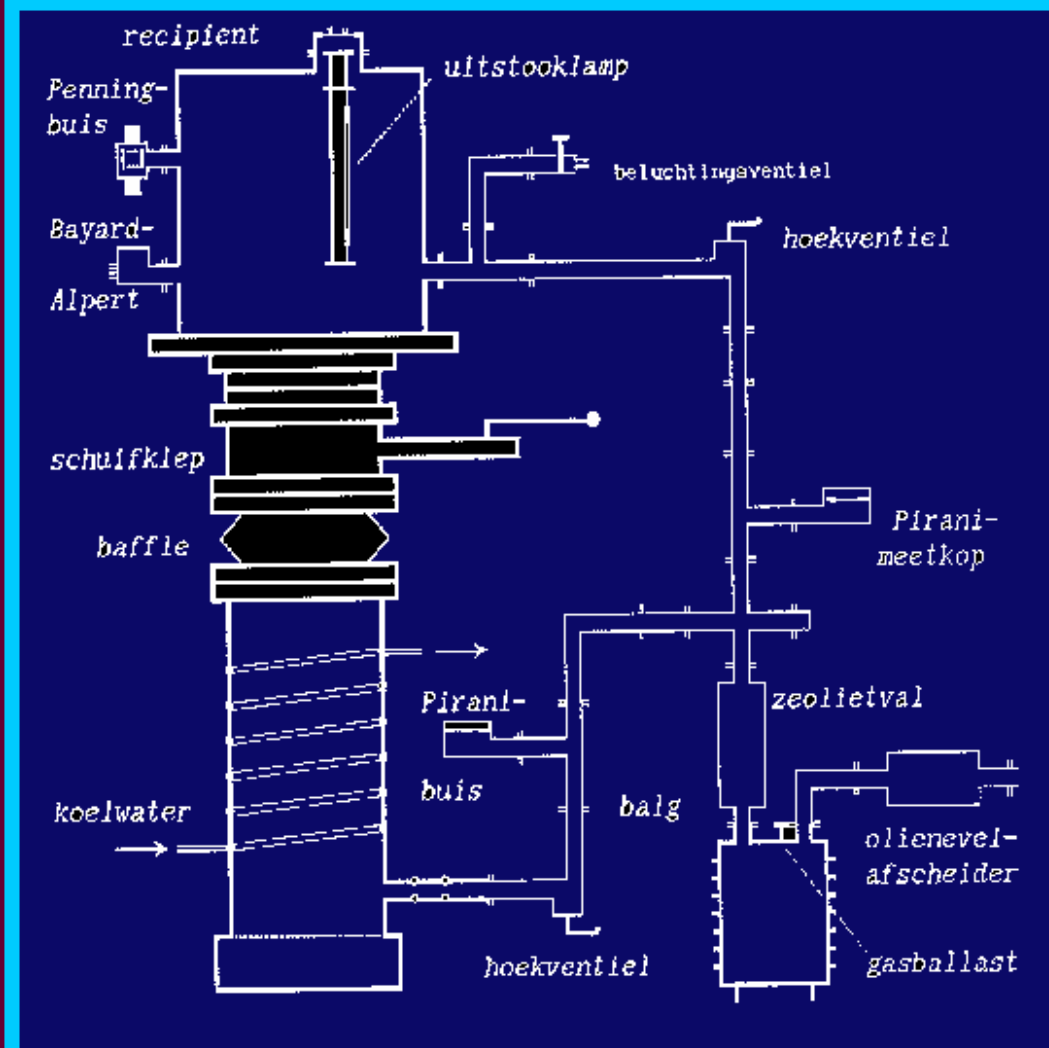 recipient
uitstooklamp
Penning-
buis
beluchtingsventiel
Bayard-
Alpert
hoekventiel
schuifklep
baffle
Pirani-
meetkop
Pirani-
buis
zeolietval
koelwater
balg
olienevel-
afscheider
hoekventiel
gasballast